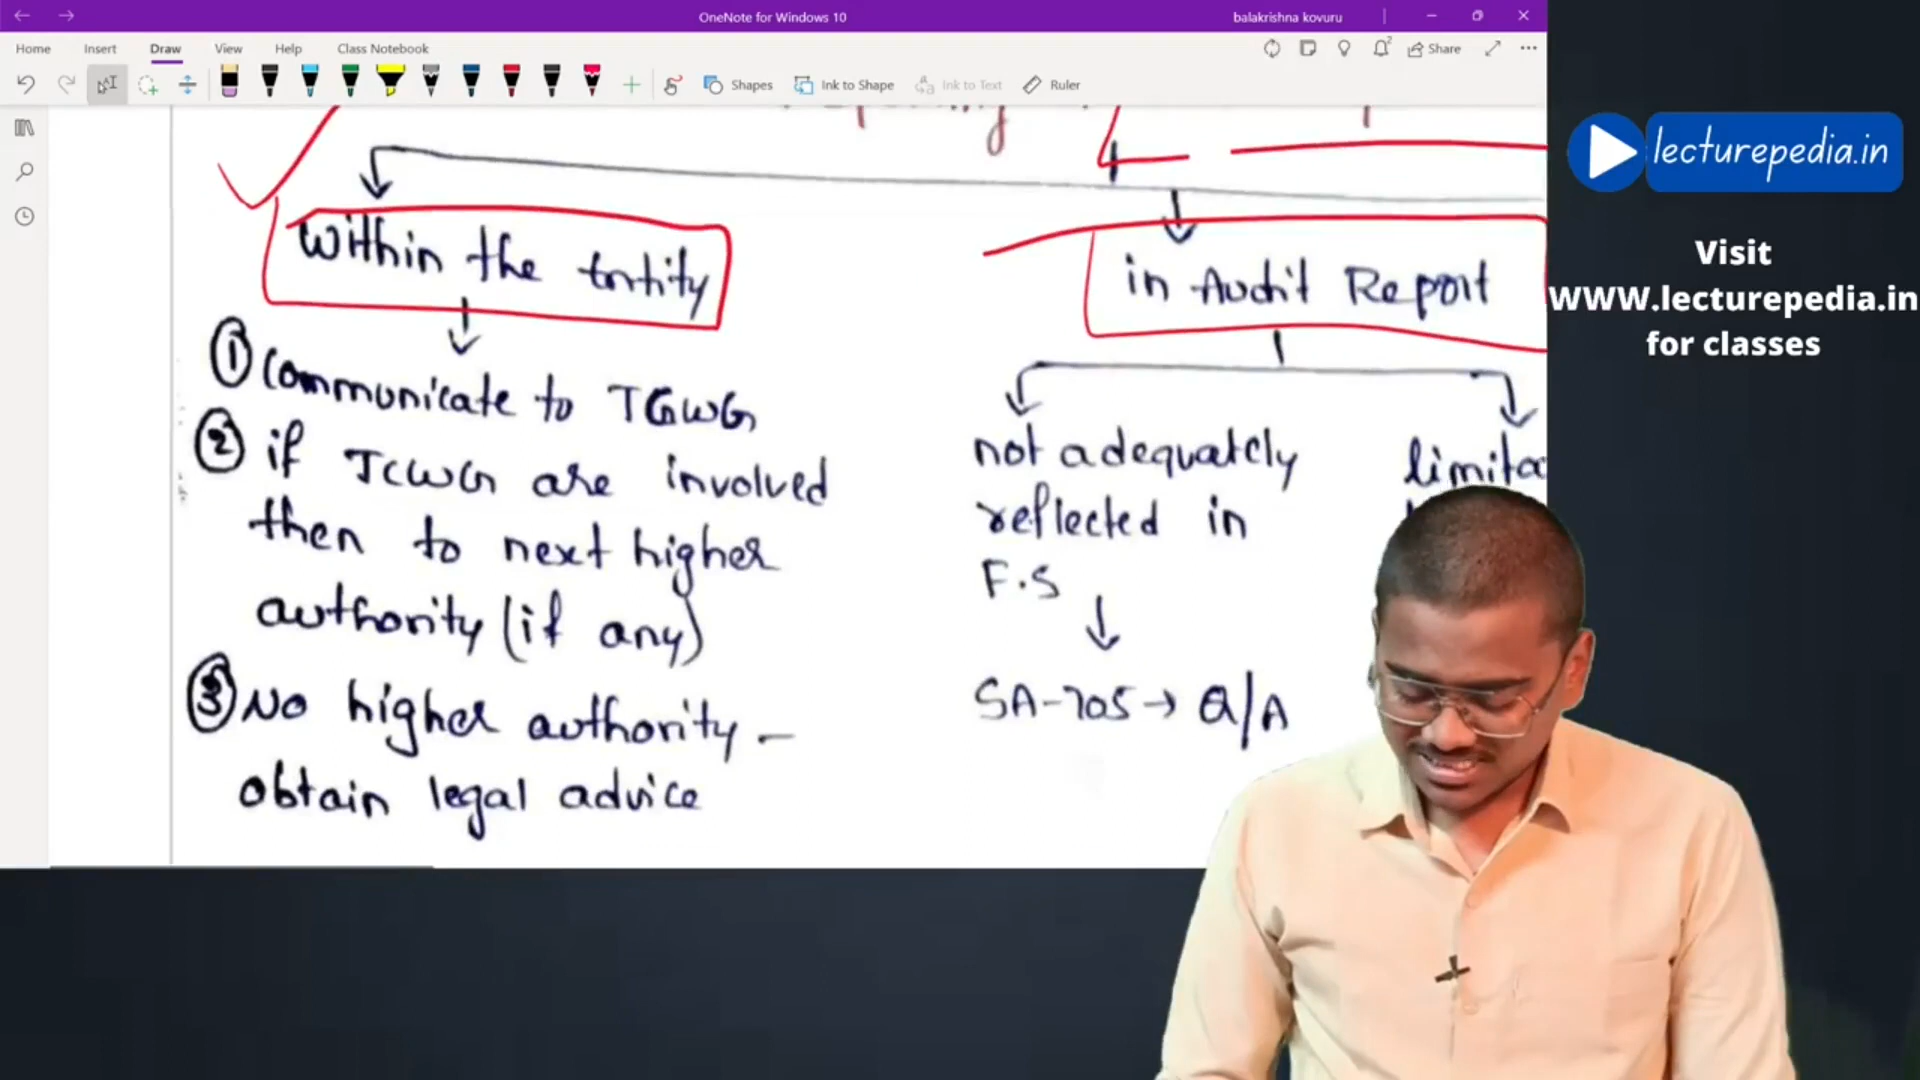 OneNote for Windows 10
balakrishna kovuru
Home Insert Draw View Help Class Notebook
Share
Shapes Ink to Shape Ink to Text Ruler
lecturepedia.in
Visit
WWW.lecturepedia.in
for classes
Within the Entity
in Audit Report
① Communicate to TCWG
② if TCWG are involved
then to next higher
authority (if any)
③ No higher authority –
obtain legal advice
not adequately
reflected in
F.S
SA-705 → Q/A
limita